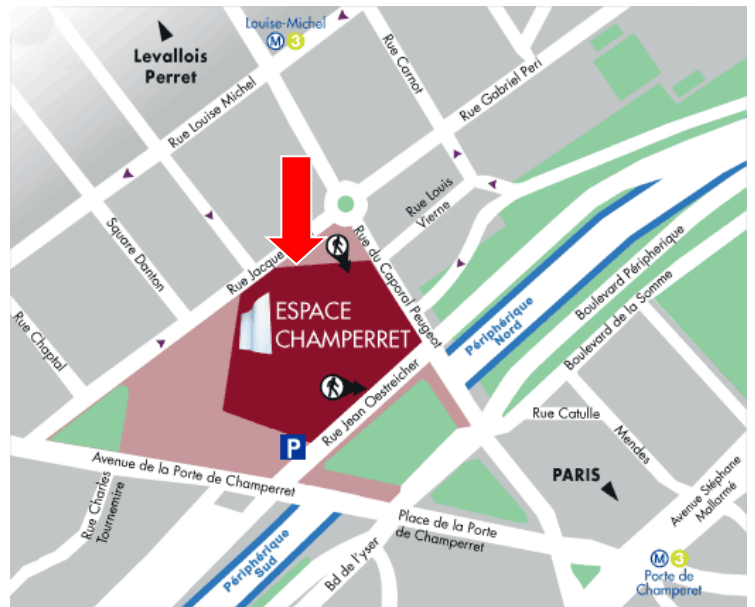 Louise-Michel
M 3
Levallois
Perret
Rue Carnot
Rue Gabriel Peri
Rue Louise Michel
Rue Louis
Vierne
Square Danton
Rue Jacque
Rue du Caporal Peugeot
ESPACE
CHAMPERRET
Périphérique
Nord
Boulevard Périphérique
Boulevard de la Somme
Rue Chaptal
Rue Jean Oestreicher
P
Rue Catulle
Mendes
Avenue de la Porte de Champerret
PARIS
Avenue Stéphane
Mallarmé
Rue Charles
Tournemire
Place de la Porte
de Champerret
Périphérique
Sud
Bd de l'yser
M 3
Porte de
Champeret